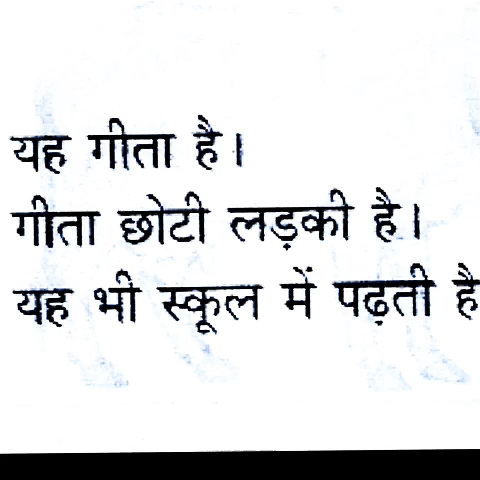 यह गीता है।
गीता छोटी लड़की है।
यह भी स्कूल में पढ़ती है